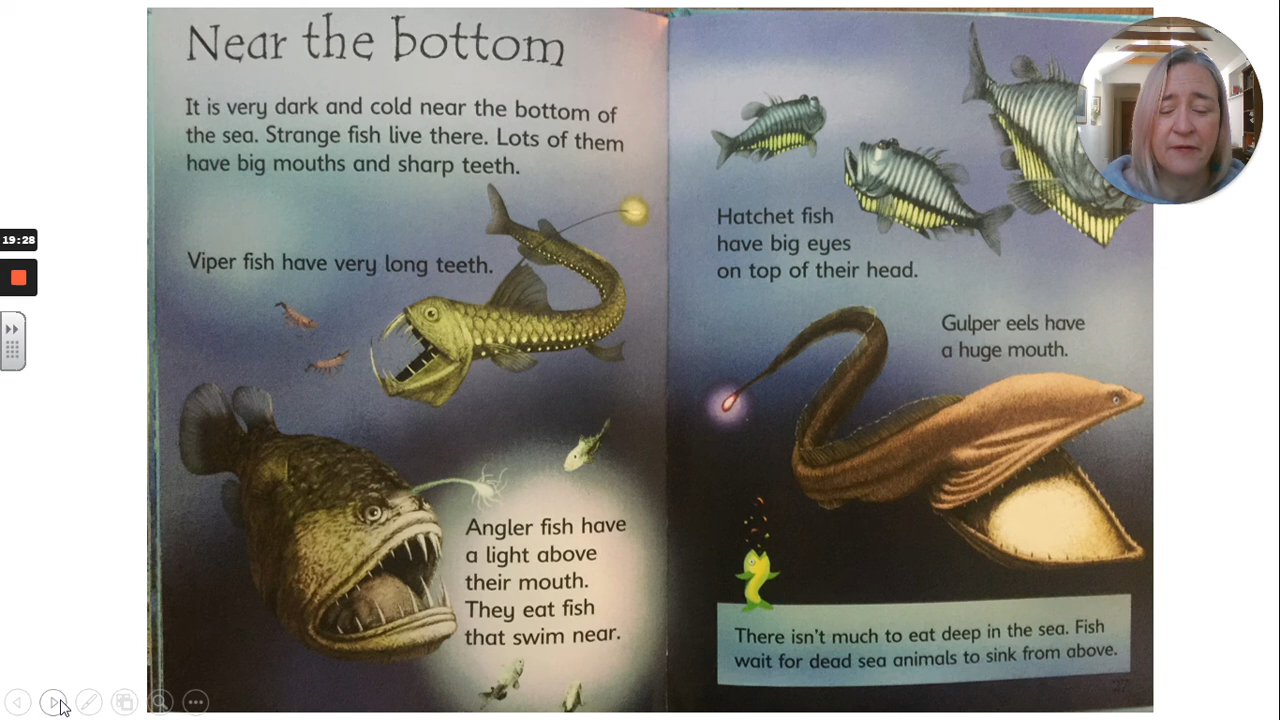 Near the bottom
It is very dark and cold near the bottom of
the sea. Strange fish live there. Lots of them
have big mouths and sharp teeth.
Viper fish have very long teeth.
Angler fish have
a light above
their mouth.
They eat fish
that swim near.
Hatchet fish
have big eyes
on top of their head.
Gulper eels have
a huge mouth.
There isn't much to eat deep in the sea. Fish
wait for dead sea animals to sink from above.
19:28